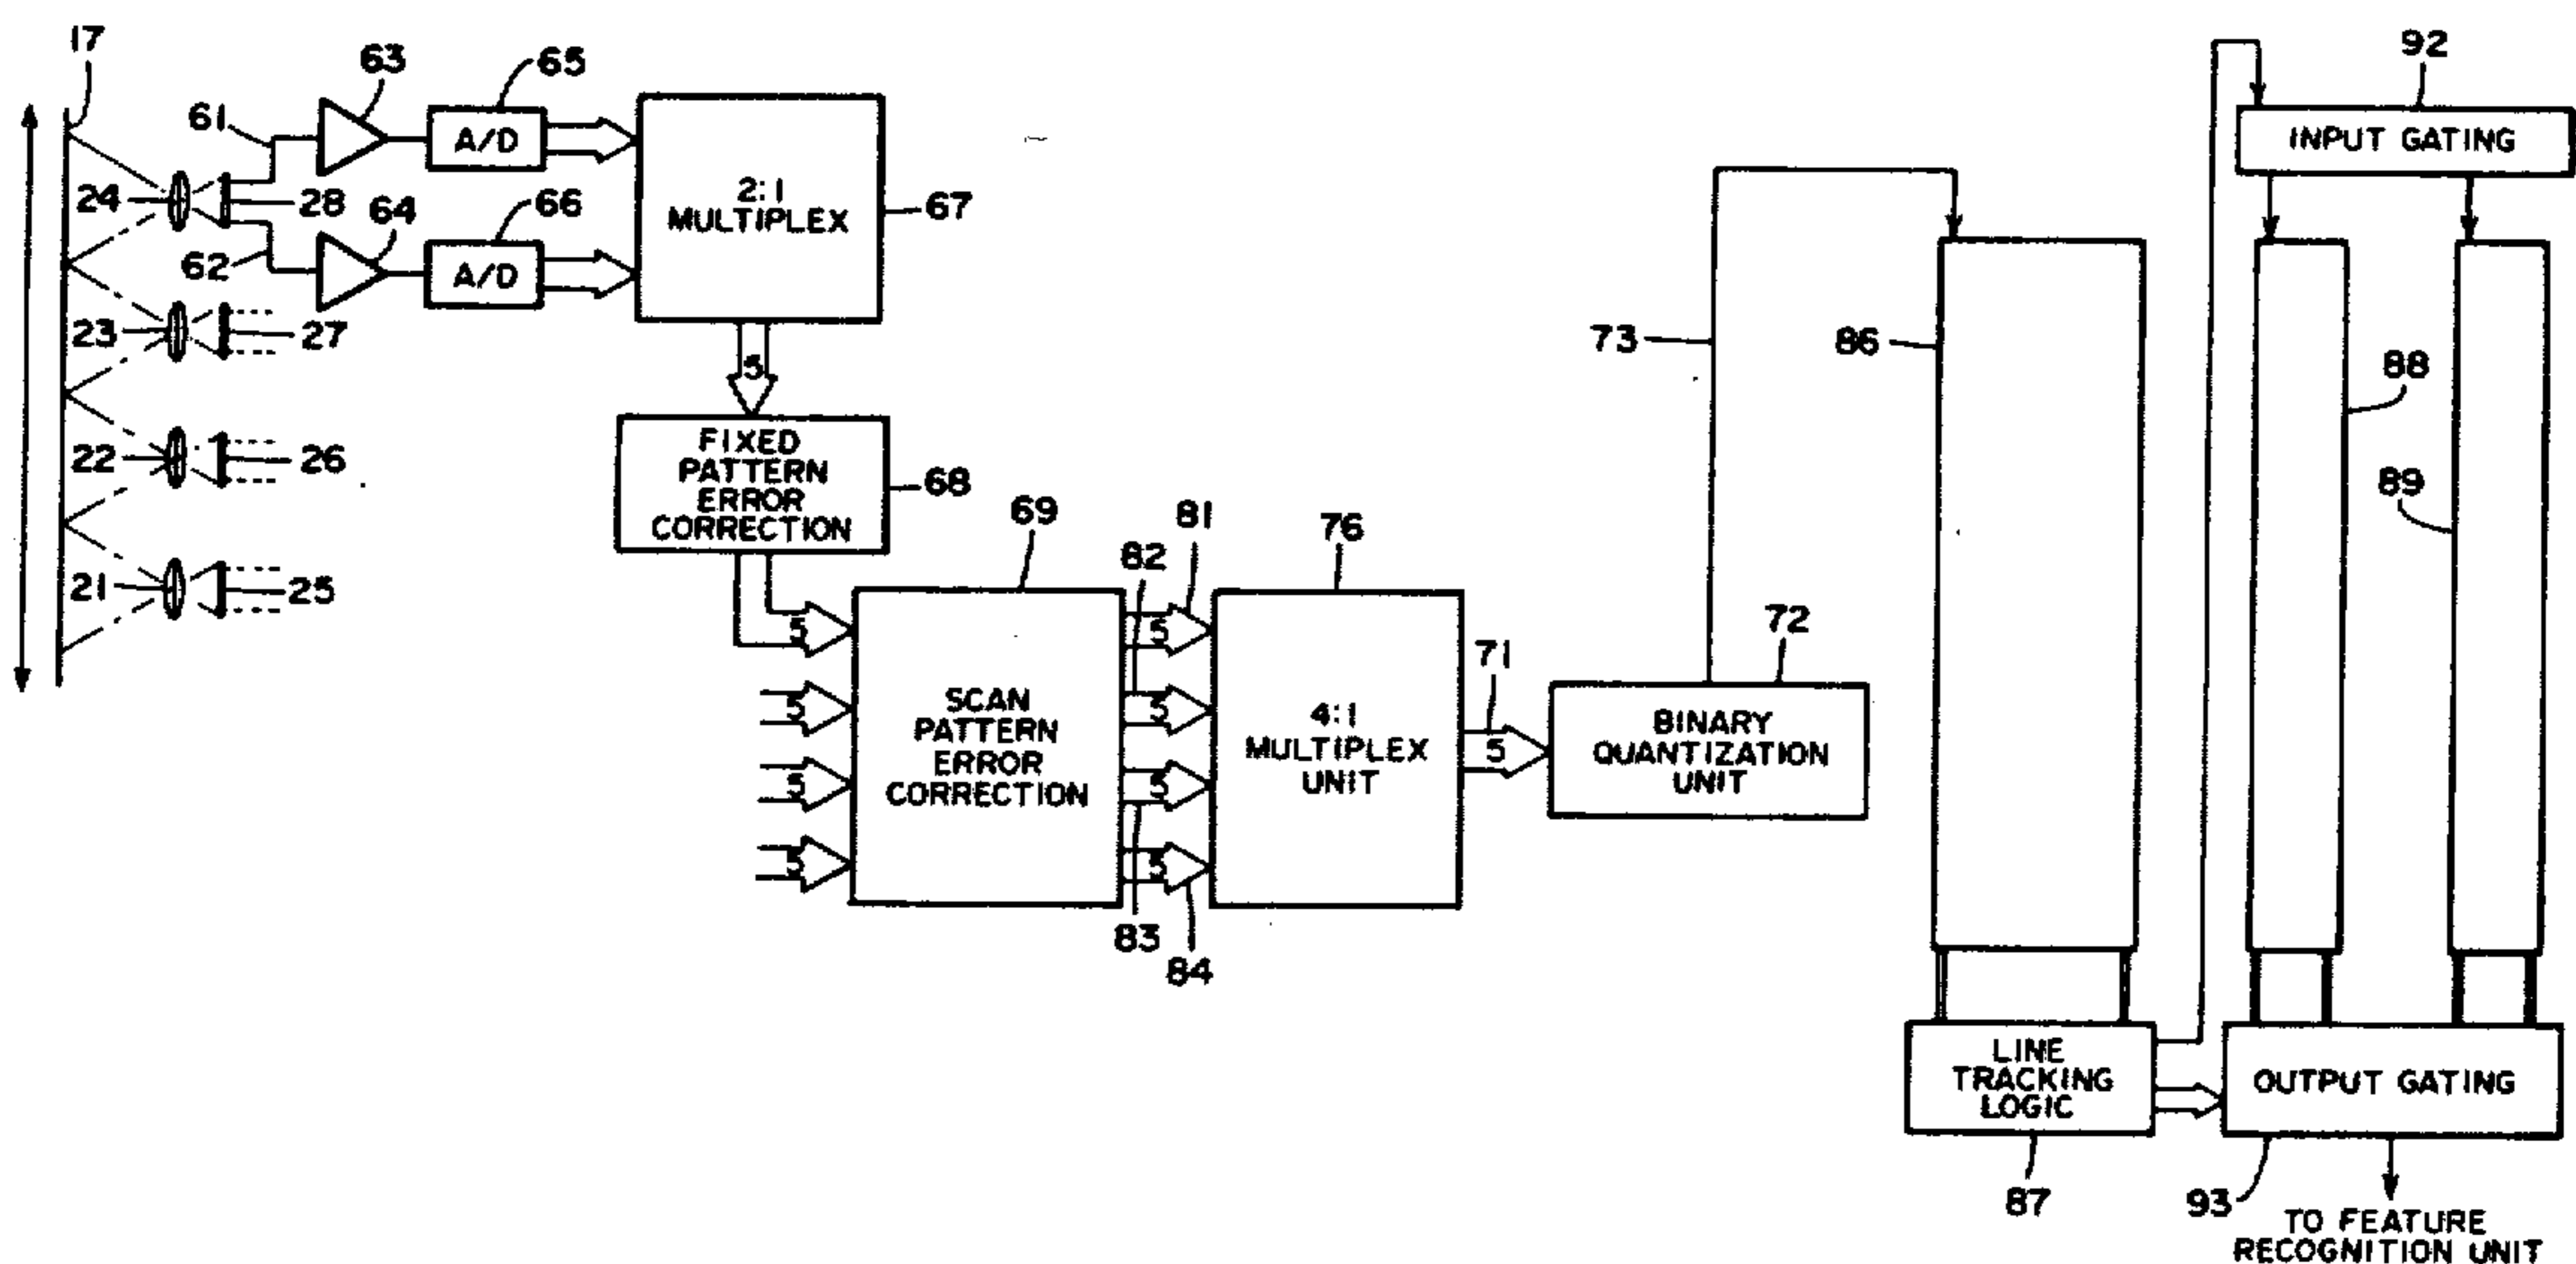 17
63
65
61
A/D
24
28
64
66
2:1
MULTIPLEX
67
62
A/D
23
27
5
22
26
FIXED
PATTERN
ERROR
CORRECTION
68
21
25
69
82
81
76
5
5
5
5
SCAN
PATTERN
ERROR
CORRECTION
5
5
5
5
83
84
4:1
MULTIPLEX
UNIT
71
5
72
BINARY
QUANTIZATION
UNIT
73
86
92
INPUT GATING
88
89
LINE
TRACKING
LOGIC
87
OUTPUT GATING
93
TO FEATURE
RECOGNITION UNIT